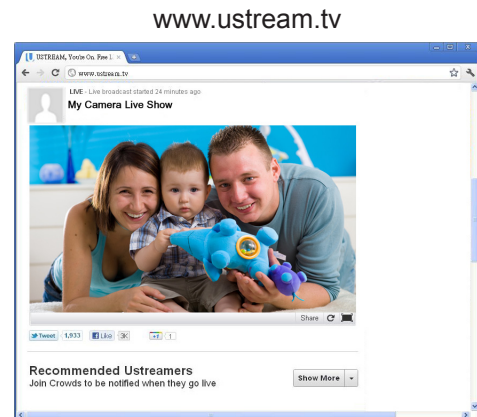 www.ustream.tv
USTREAM, You're On. Free L
www.ustream.tv
LIVE - Live broadcast started 24 minutes ago
My Camera Live Show
Share
Tweet 1,933 Like 3K +1 1
Recommended Ustreamers
Join Crowds to be notified when they go live
Show More